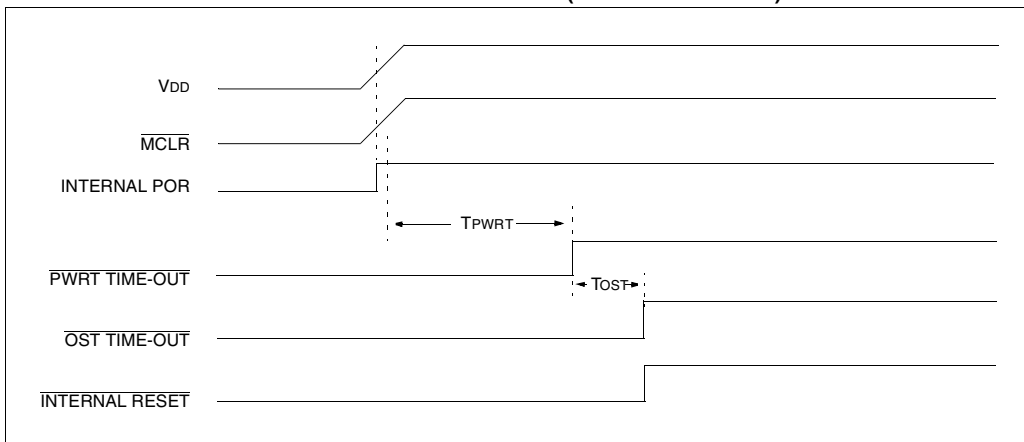 VDD
MCLR
INTERNAL POR
TPWRT
PWRT TIME-OUT
TOST
OST TIME-OUT
INTERNAL RESET